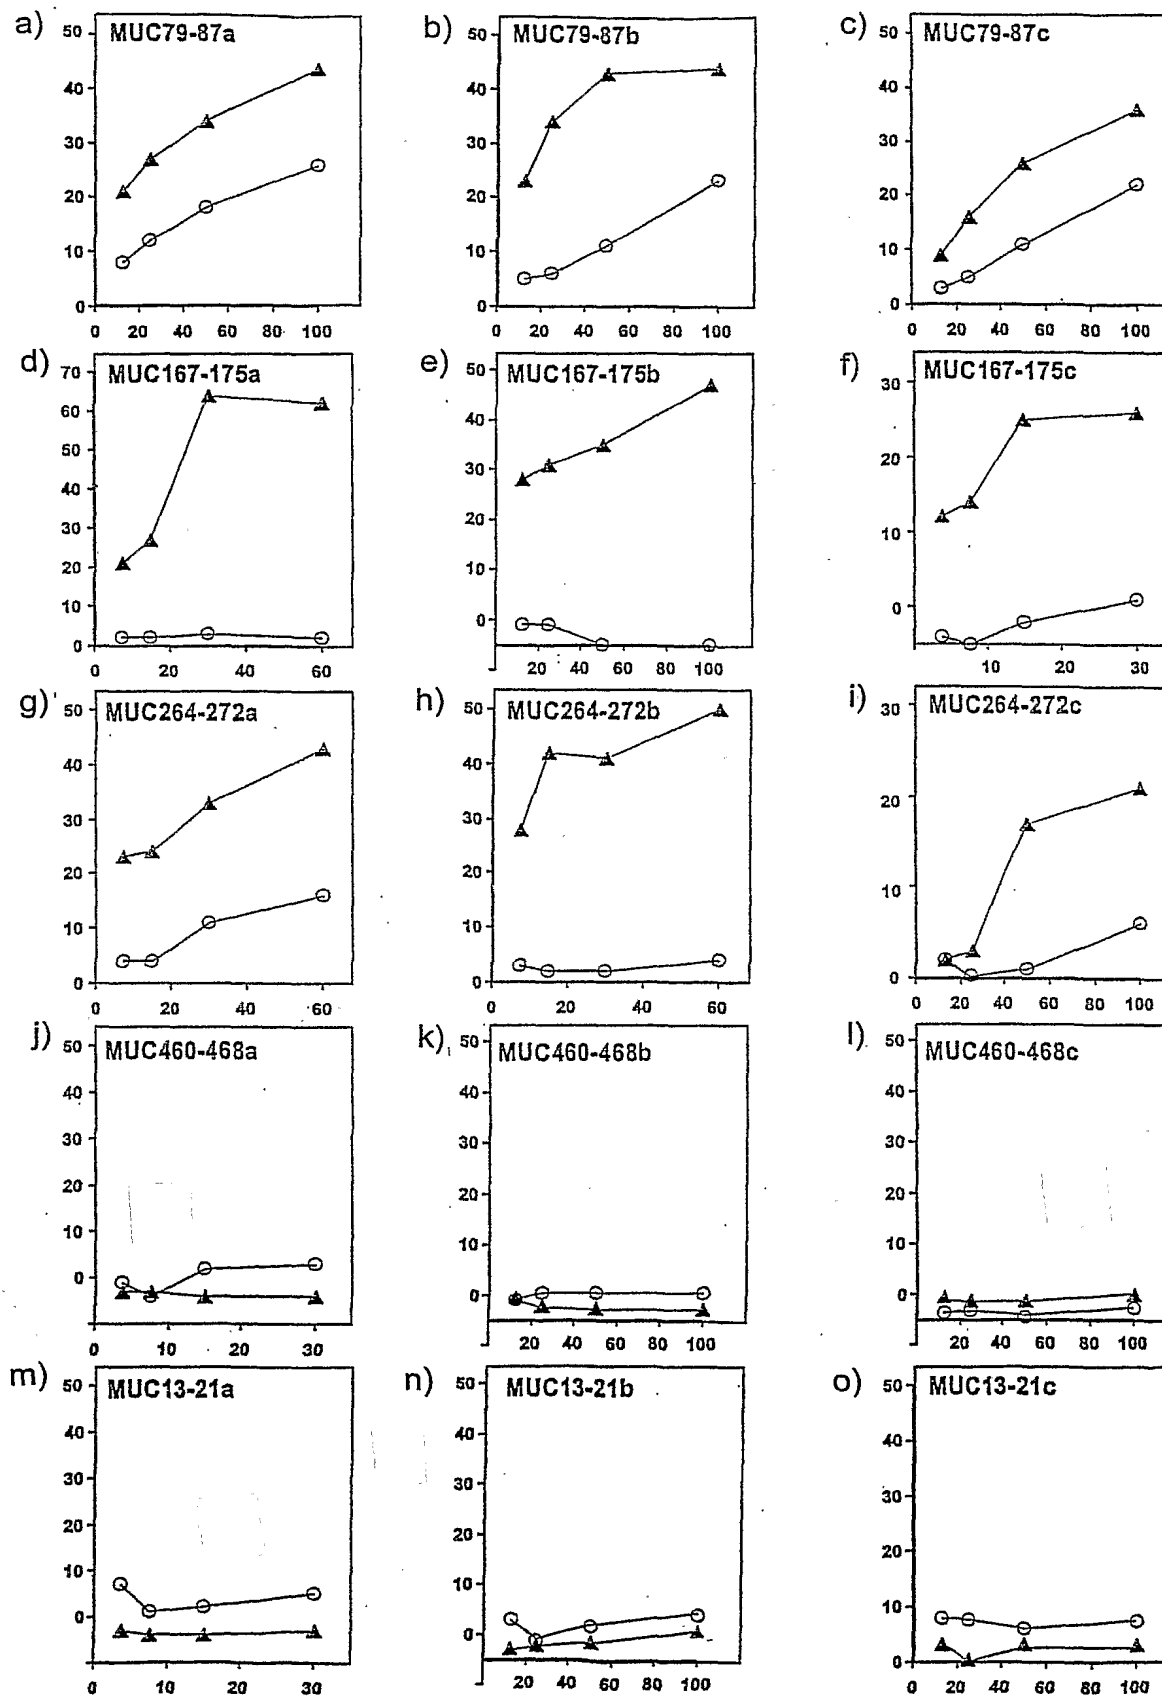 a) MUC79-87a
50
40
30
20
10
0
0 20 40 60 80 100
b) MUC79-87b
50
40
30
20
10
0
0 20 40 60 80 100
c) MUC79-87c
50
40
30
20
10
0
0 20 40 60 80 100
d) MUC167-175a
70
60
50
40
30
20
10
0
0 20 40 60
e) MUC167-175b
50
40
30
20
10
0
20 40 60 80 100
f) MUC167-175c
30
20
10
0
10 20 30
g) MUC264-272a
50
40
30
20
10
0
0 20 40 60
h) MUC264-272b
50
40
30
20
10
0
0 20 40 60
i) MUC264-272c
30
20
10
0
0 20 40 60 80 100
j) MUC460-468a
50
40
30
20
10
0
0 10 20 30
k) MUC460-468b
50
40
30
20
10
0
20 40 60 80 100
l) MUC460-468c
50
40
30
20
10
0
0 20 40 60 80 100
m) MUC13-21a
50
40
30
20
10
0
0 10 20 30
n) MUC13-21b
50
40
30
20
10
0
20 40 60 80 100
o) MUC13-21c
50
40
30
20
10
0
0 20 40 60 80 100